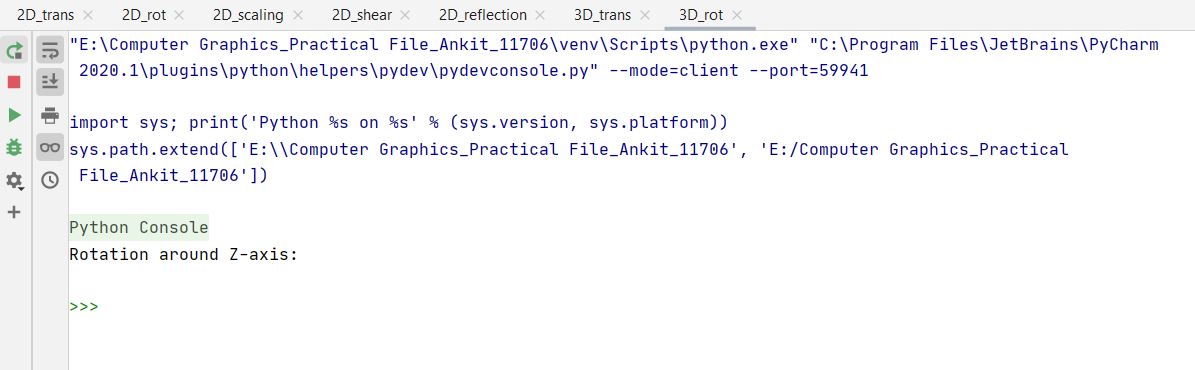 2D_trans 2D_rot 2D_scaling 2D_shear 2D_reflection 3D_trans 3D_rot
"E:\Computer Graphics_Practical File_Ankit_11706\venv\Scripts\python.exe" "C:\Program Files\JetBrains\PyCharm
2020.1\plugins\python\helpers\pydev\pydevconsole.py" --mode=client --port=59941
import sys; print('Python %s on %s' % (sys.version, sys.platform))
sys.path.extend(['E:\\Computer Graphics_Practical File_Ankit_11706', 'E:/Computer Graphics_Practical
File_Ankit_11706'])
Python Console
Rotation around Z-axis:
>>>